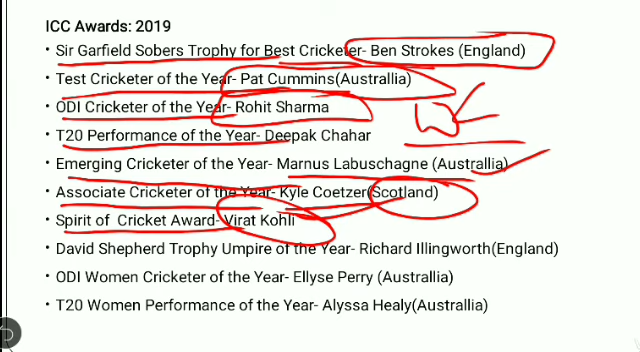 ICC Awards: 2019
• Sir Garfield Sobers Trophy for Best Cricketer- Ben Strokes (England)
• Test Cricketer of the Year- Pat Cummins(Australlia)
• ODI Cricketer of the Year- Rohit Sharma
• T20 Performance of the Year- Deepak Chahar
• Emerging Cricketer of the Year- Marnus Labuschagne (Australlia)
• Associate Cricketer of the Year- Kyle Coetzer(Scotland)
• Spirit of Cricket Award- Virat Kohli
• David Shepherd Trophy Umpire of the Year- Richard Illingworth(England)
• ODI Women Cricketer of the Year- Ellyse Perry (Australlia)
• T20 Women Performance of the Year- Alyssa Healy(Australlia)